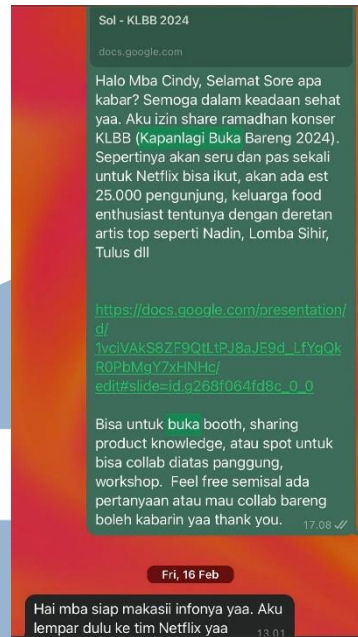 Sol - KLBB 2024
docs.google.com
Halo Mba Cindy, Selamat Sore apa
kabar? Semoga dalam keadaan sehat
yaa. Aku izin share ramadhan konser
KLBB (Kapanlagi Buka Bareng 2024).
Sepertinya akan seru dan pas sekali
untuk Netflix bisa ikut, akan ada est
25.000 pengunjung, keluarga food
enthusiast tentunya dengan deretan
artis top seperti Nadin, Lomba Sihir,
Tulus dll
https://docs.google.com/presentation/
d/
1vciVAkS8ZF9QtLtPJ8aJE9d_LfYqQk
R0PbMgY7xHNHc/
edit#slide=id.g268f064fd8c_0_0
Bisa untuk buka booth, sharing
product knowledge, atau spot untuk
bisa collab diatas panggung,
workshop. Feel free semisal ada
pertanyaan atau mau collab bareng
boleh kabarin yaa thank you. 17.08
Fri, 16 Feb
Hai mba siap makasii infonya yaa. Aku
lempar dulu ke tim Netflix yaa 13.01